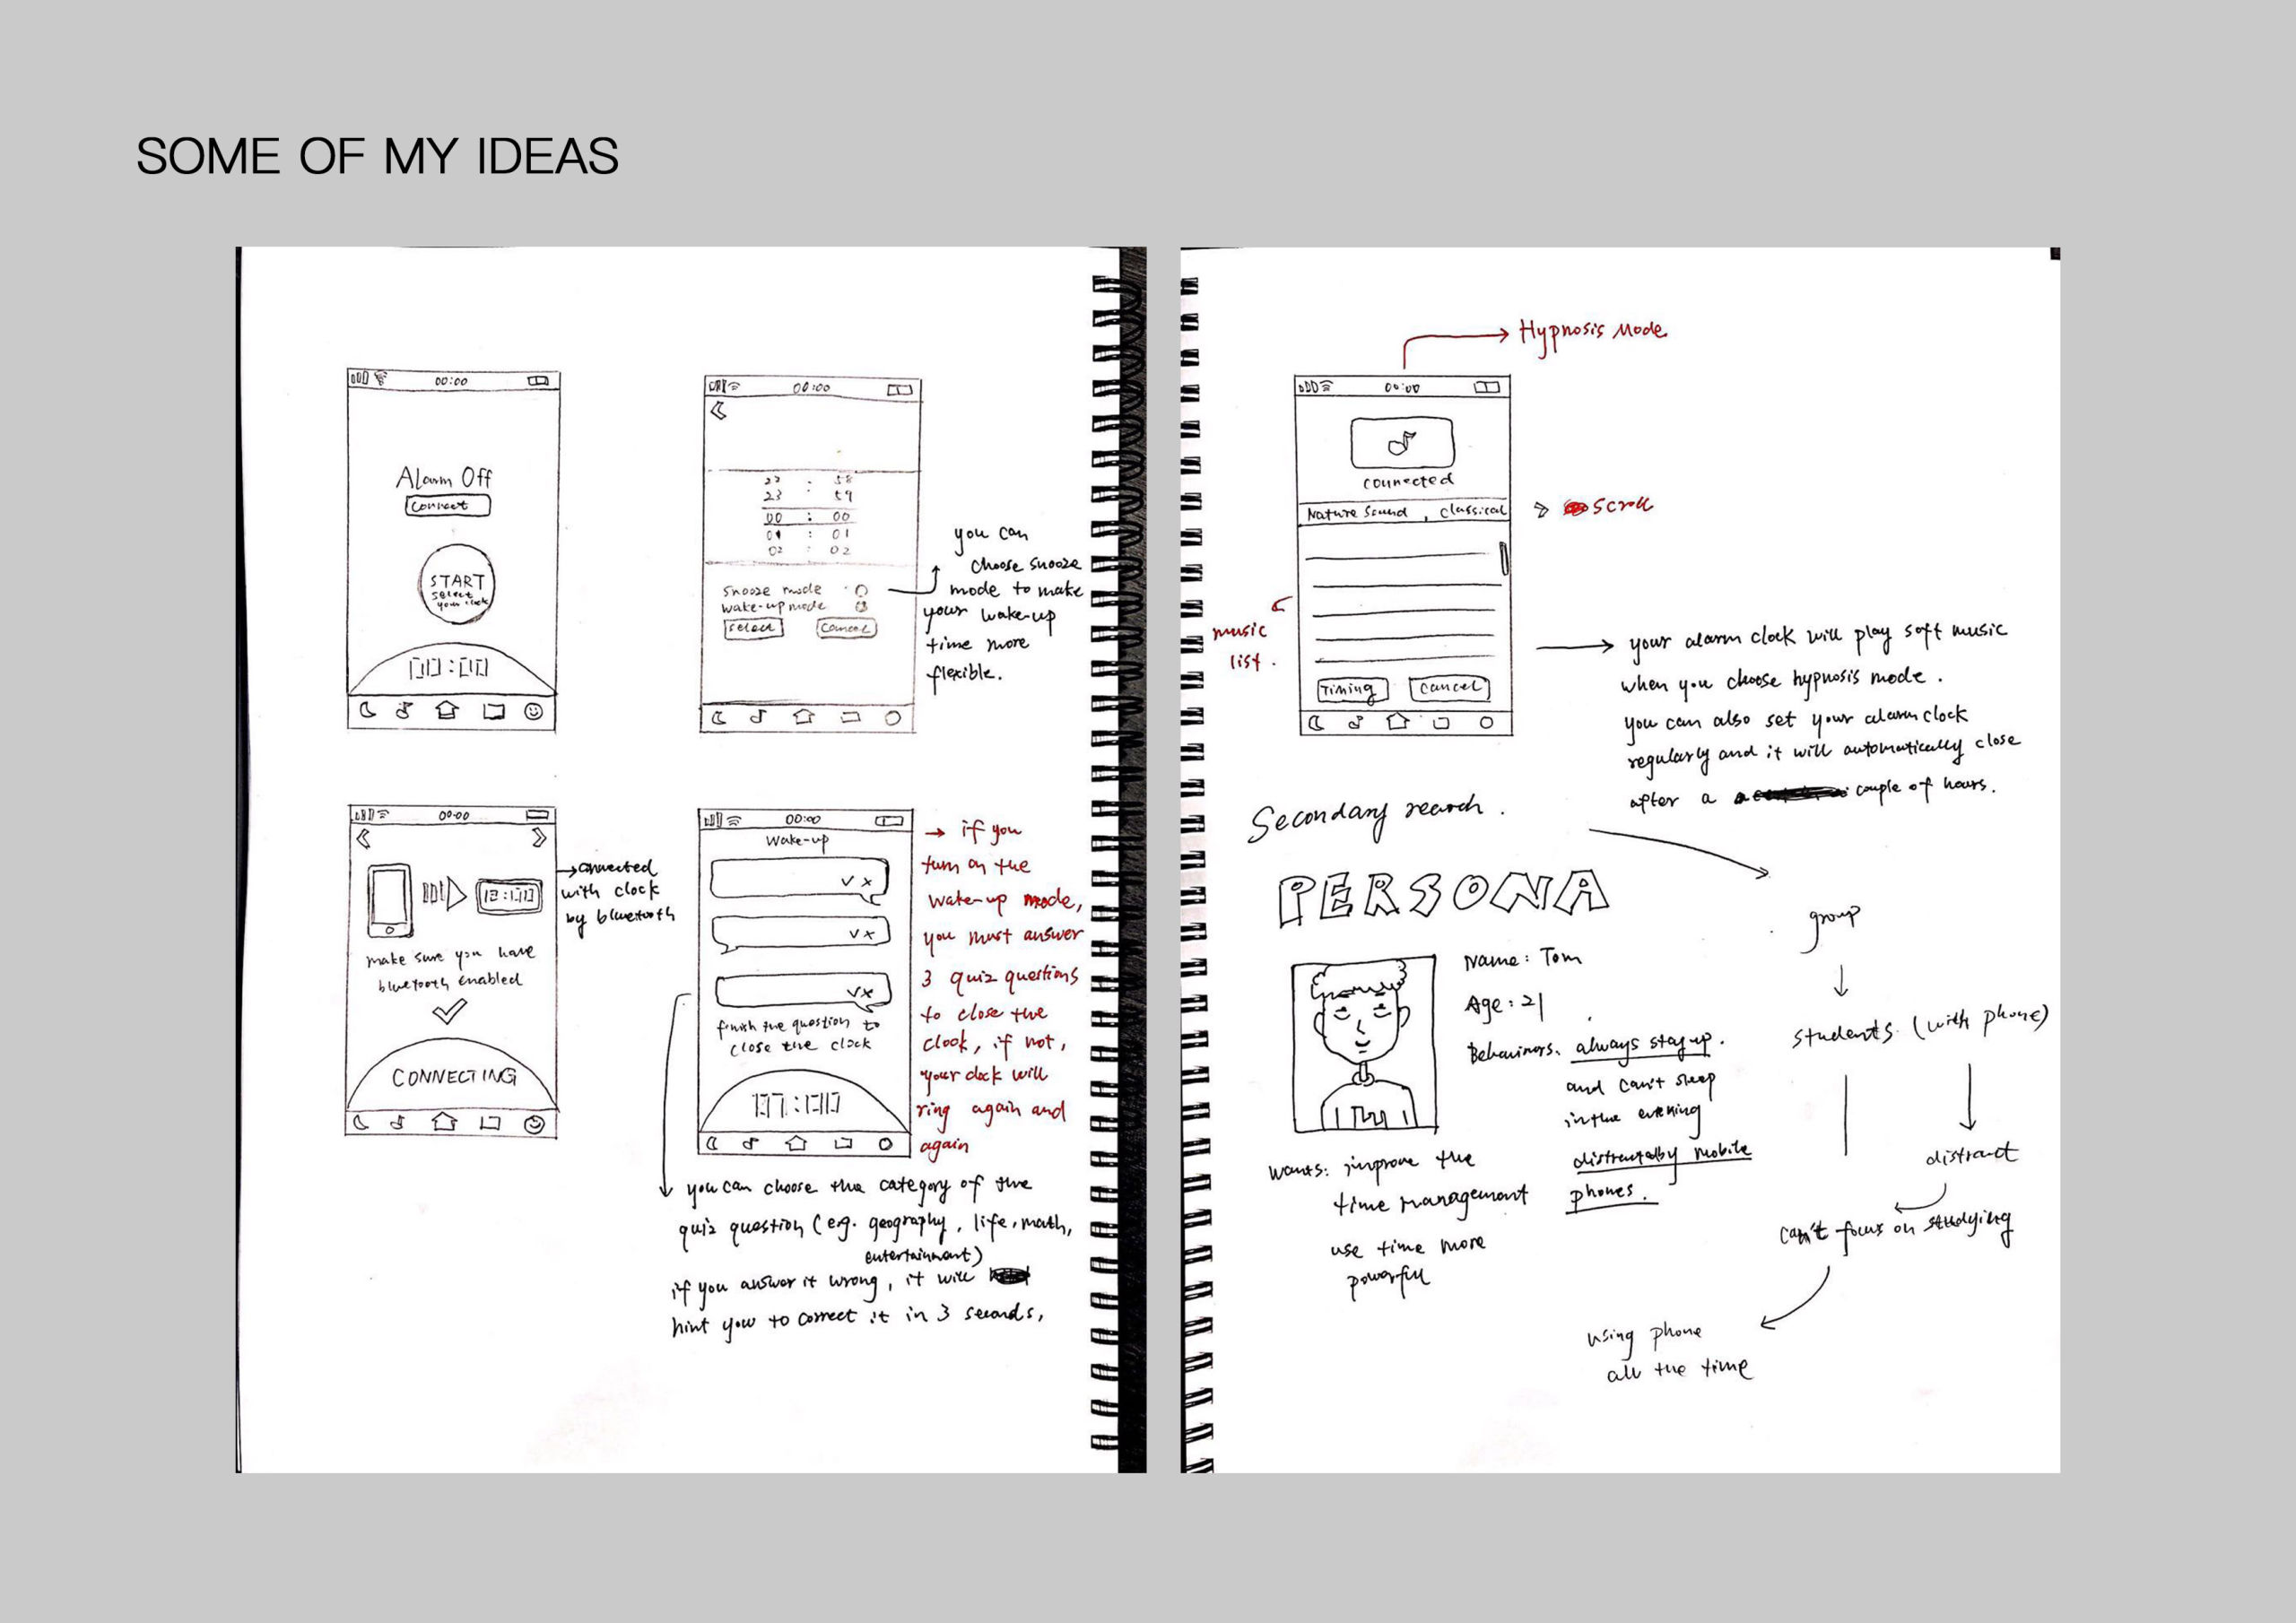 SOME OF MY IDEAS
00:00
Alarm Off
Connect
START
select
your clock
00:00
00:00
22 : 58
23 : 59
00 : 00
01 : 01
02 : 02
snooze mode
wake-up mode
select
Cancel
you can
choose snooze
mode to make
your wake-up
time more
flexible.
00:00
make sure you have
bluetooth enabled
CONNECTING
connected
with clock
by bluetooth
00:00
Wake-up
finish the question to
close the clock
if you
turn on the
wake-up mode,
you must answer
3 quiz questions
to close the
clock, if not,
your clock will
ring again and
again
you can choose the category of the
quiz question (eg. geography, life, math,
entertainment)
if you answer it wrong, it will
hint you to correct it in 3 seconds,
Hypnosis Mode
00:00
connected
Nature Sound, classical
scroll
music
list.
Timing
Cancel
your alarm clock will play soft music
when you choose hypnosis mode.
you can also set your alarm clock
regularly and it will automatically close
after a couple of hours.
Secondary
PERSONA
Name: Tom
Age: 21
always stay up.
and can't sleep
in the evening
distracted by mobile
phones.
wants: improve the
time management
use time more
powerful
group
students. (with phone)
distract
can't focus on studying
using phone
all the time